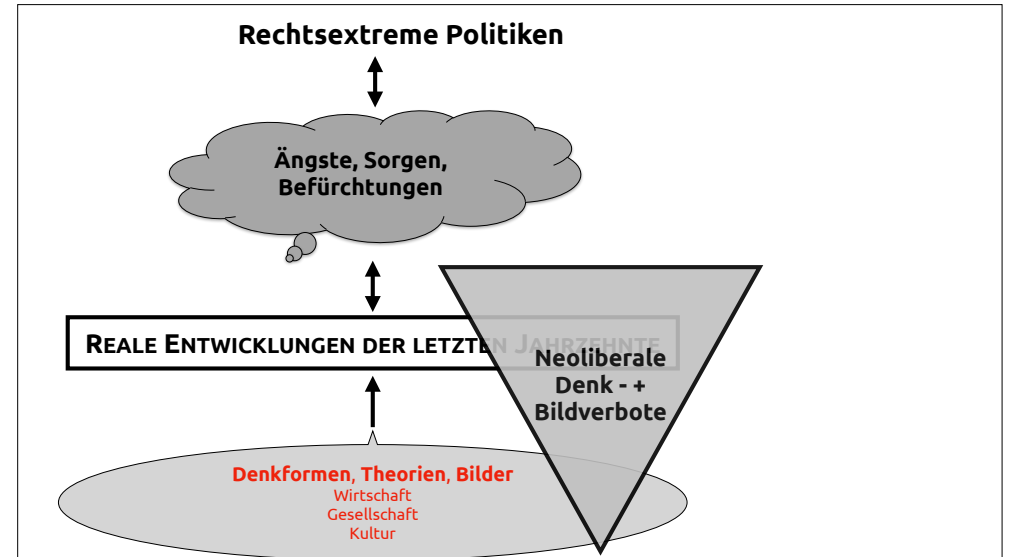 Rechtsextreme Politiken
Ängste, Sorgen,
Befürchtungen
REALE ENTWICKLUNGEN DER LETZTEN JAHRZEHNTE
Neoliberale
Denk - +
Bildverbote
Denkformen, Theorien, Bilder
Wirtschaft
Gesellschaft
Kultur